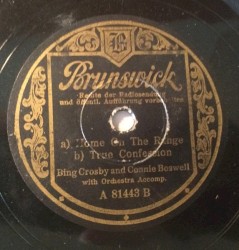 B
Brunswick
Rechte der Radiosendung
und öffentl. Aufführung vorbehalten
a) Home On The Range
b) True Confession
Bing Crosby and Connie Boswell
with Orchestra Accomp.
A 81443 B